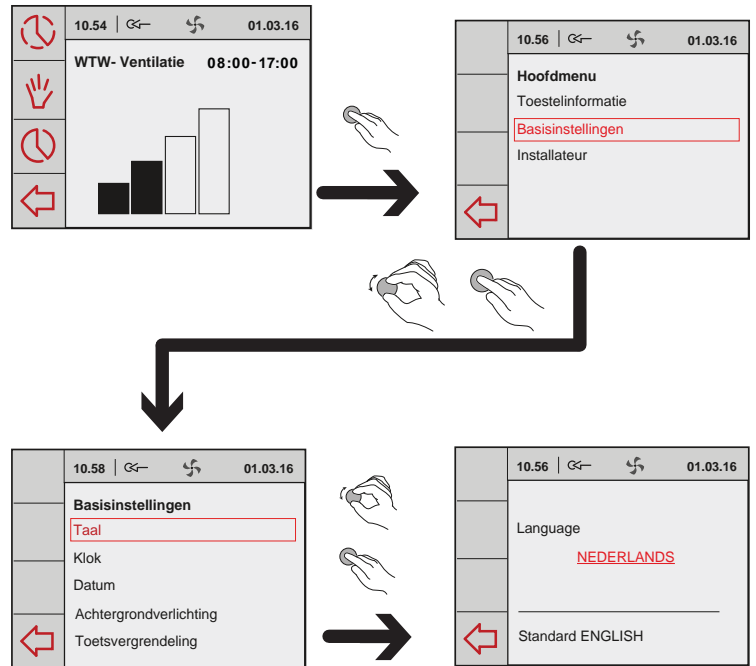 10.54 01.03.16
WTW- Ventilatie 08:00-17:00
10.56 01.03.16
Hoofdmenu
Toestelinformatie
Basisinstellingen
Installateur
10.58 01.03.16
Basisinstellingen
Taal
Klok
Datum
Achtergrondverlichting
Toetsvergrendeling
10.56 01.03.16
Language
NEDERLANDS
Standard ENGLISH